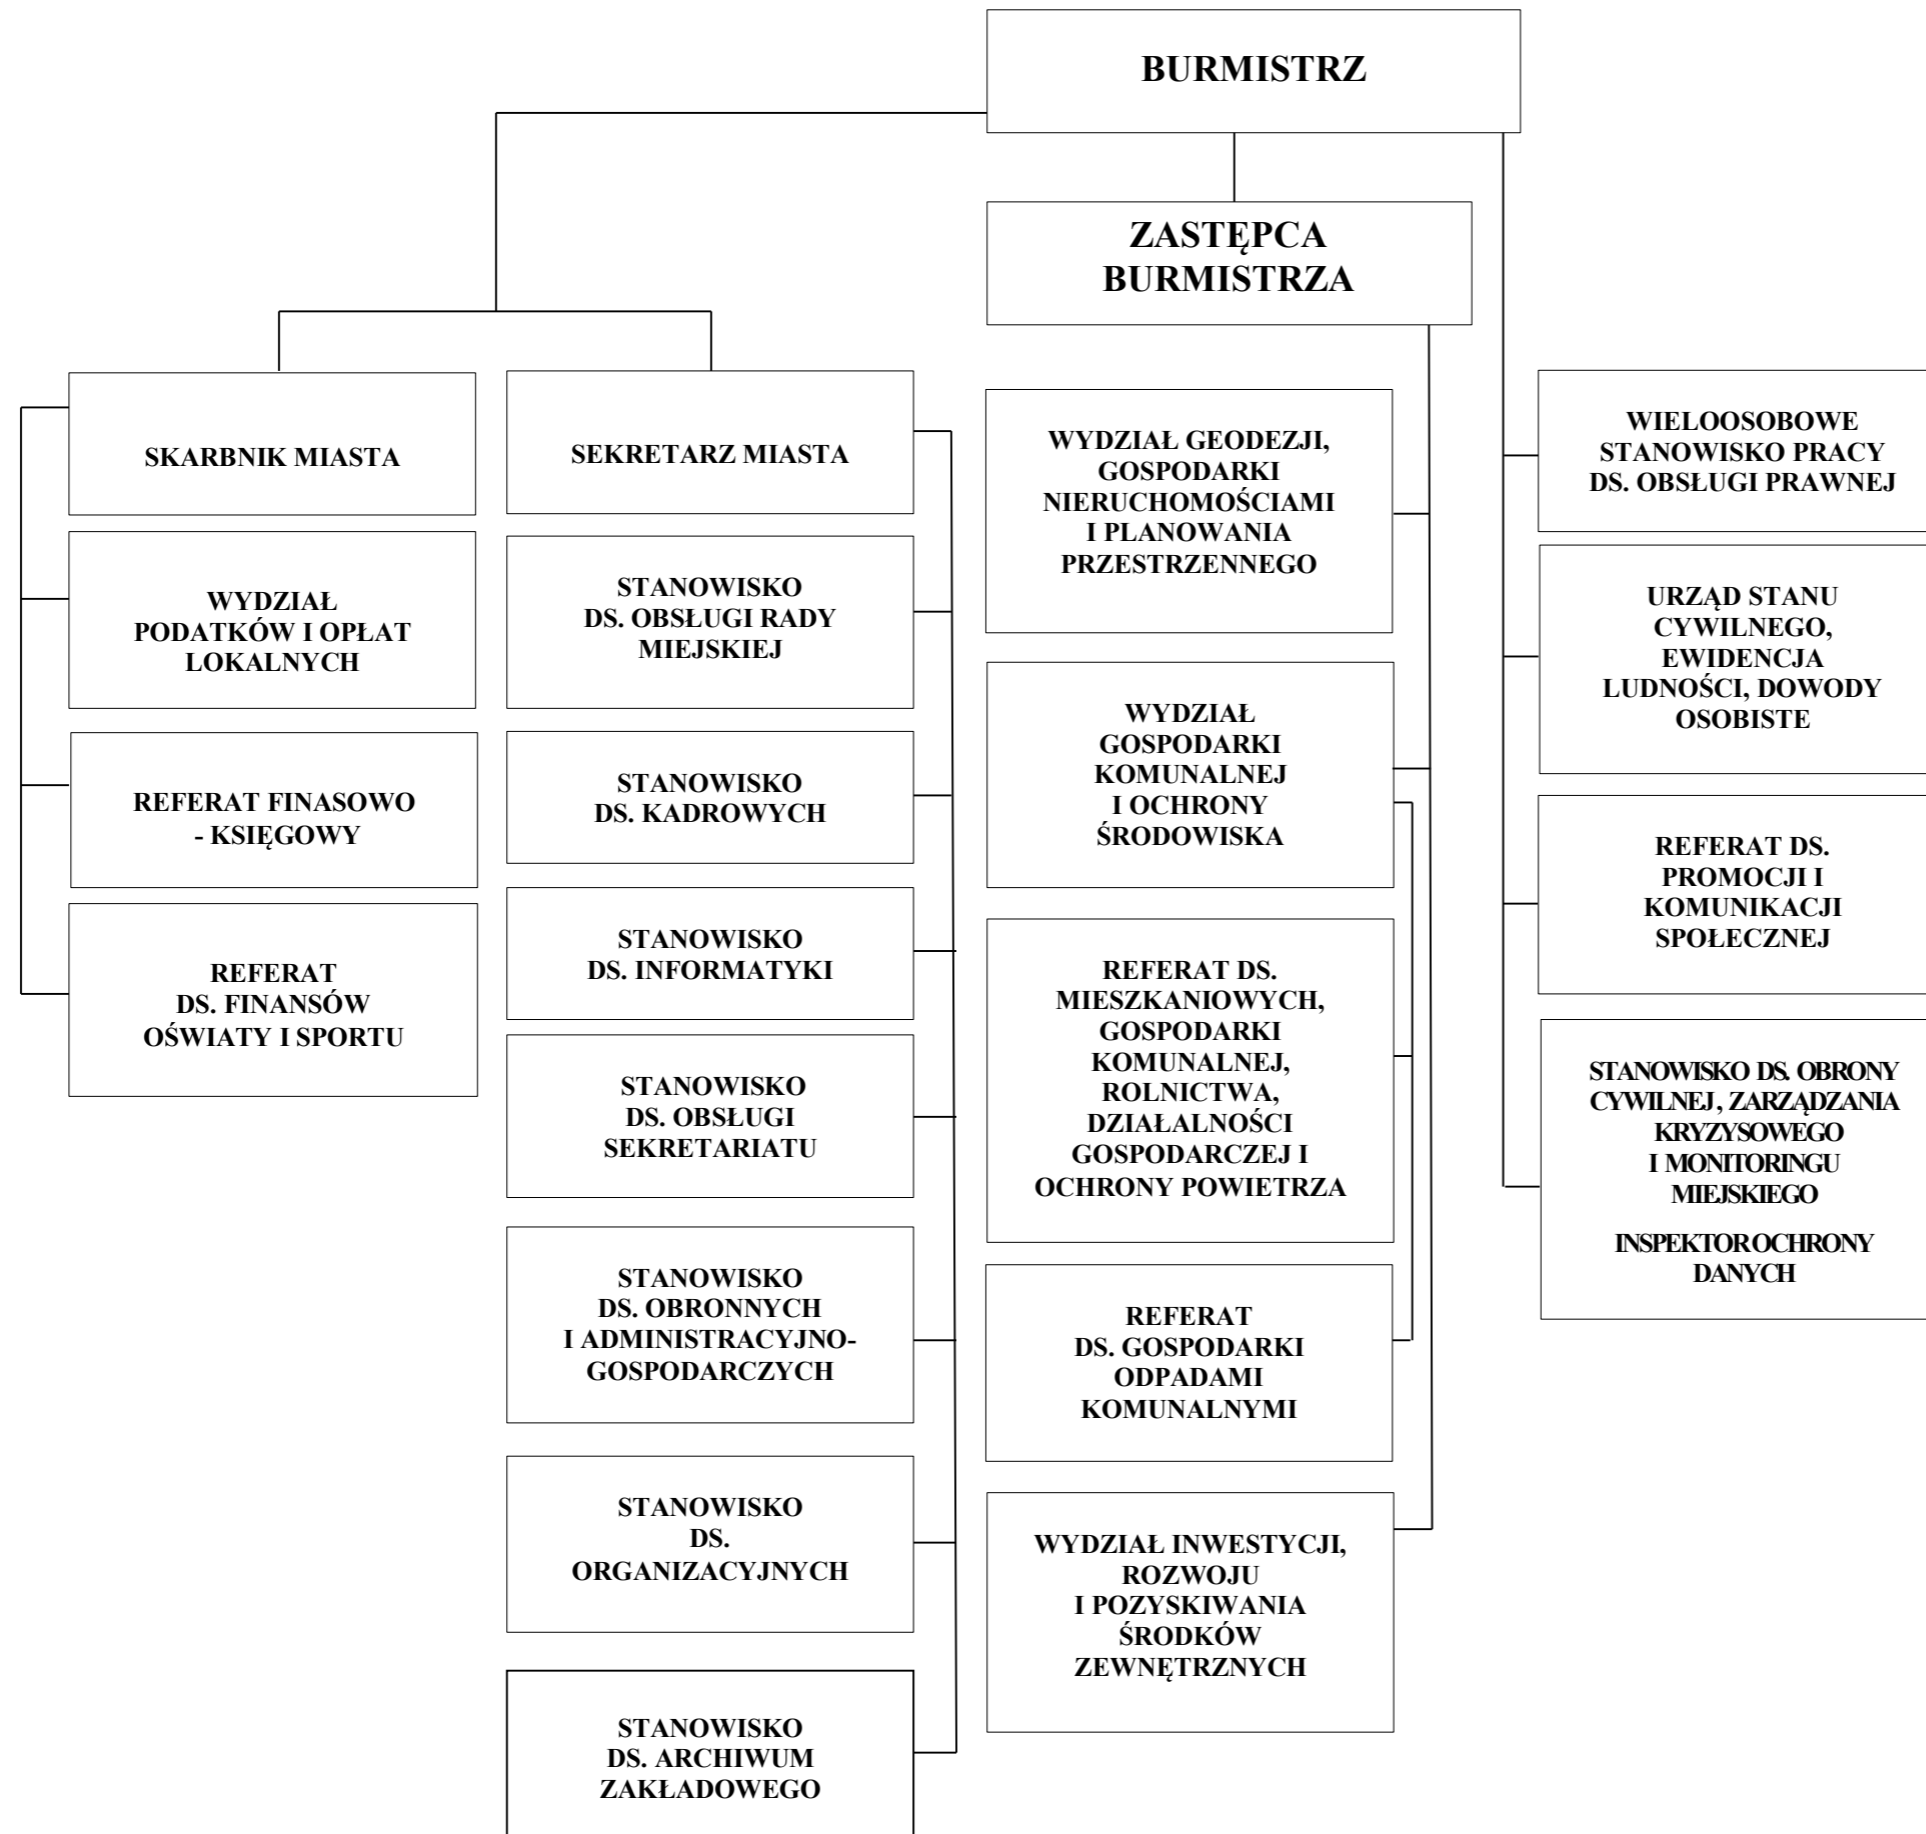 BURMISTRZ
ZASTĘPCA
BURMISTRZA
SKARBNIK MIASTA
WYDZIAŁ
PODATKÓW I OPŁAT
LOKALNYCH
REFERAT FINASOWO
- KSIĘGOWY
REFERAT
DS. FINANSÓW
OŚWIATY I SPORTU
SEKRETARZ MIASTA
STANOWISKO
DS. OBSŁUGI RADY
MIEJSKIEJ
STANOWISKO
DS. KADROWYCH
STANOWISKO
DS. INFORMATYKI
STANOWISKO
DS. OBSŁUGI
SEKRETARIATU
STANOWISKO
DS. OBRONNYCH
I ADMINISTRACYJNO-
GOSPODARCZYCH
STANOWISKO
DS.
ORGANIZACYJNYCH
STANOWISKO
DS. ARCHIWUM
ZAKŁADOWEGO
WYDZIAŁ GEODEZJI,
GOSPODARKI
NIERUCHOMOŚCIAMI
I PLANOWANIA
PRZESTRZENNEGO
WYDZIAŁ
GOSPODARKI
KOMUNALNEJ
I OCHRONY
ŚRODOWISKA
REFERAT DS.
MIESZKANIOWYCH,
GOSPODARKI
KOMUNALNEJ,
ROLNICTWA,
DZIAŁALNOŚCI
GOSPODARCZEJ I
OCHRONY POWIETRZA
REFERAT
DS. GOSPODARKI
ODPADAMI
KOMUNALNYMI
WYDZIAŁ INWESTYCJI,
ROZWOJU
I POZYSKIWANIA
ŚRODKÓW
ZEWNĘTRZNYCH
WIELOOSOBOWE
STANOWISKO PRACY
DS. OBSŁUGI PRAWNEJ
URZĄD STANU
CYWILNEGO,
EWIDENCJA
LUDNOŚCI, DOWODY
OSOBISTE
REFERAT DS.
PROMOCJI I
KOMUNIKACJI
SPOŁECZNEJ
STANOWISKO DS. OBRONY
CYWILNEJ, ZARZĄDZANIA
KRYZYSOWEGO
I MONITORINGU
MIEJSKIEGO
INSPEKTOR OCHRONY
DANYCH